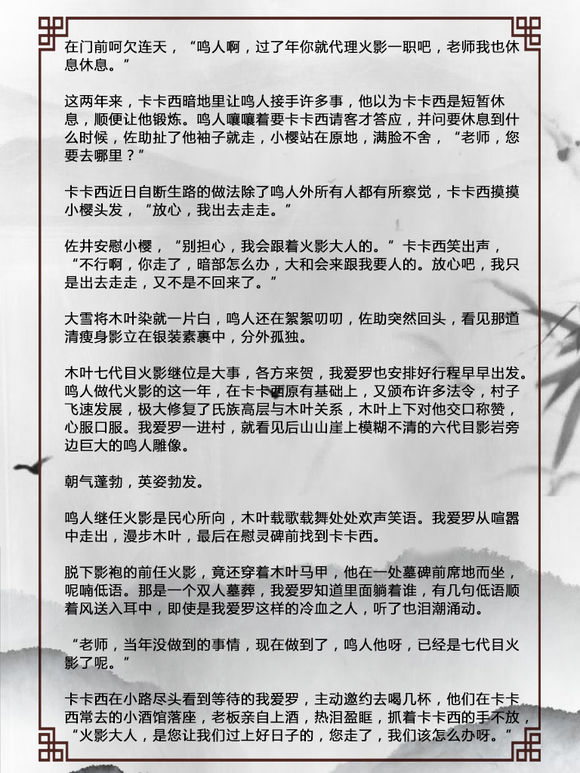 在门前呵欠连天，“鸣人啊，过了年你就代理火影一职吧，老师我也休
息休息。”
这两年来，卡卡西暗地里让鸣人接手许多事，他以为卡卡西是短暂休
息，顺便让他锻炼。鸣人嚷嚷着要卡卡西请客才答应，并问要休息到什
么时候，佐助扯了他袖子就走，小樱站在原地，满脸不舍，“老师，您
要去哪里？”
卡卡西近日自断生路的做法除了鸣人外所有人都有所察觉，卡卡西摸摸
小樱头发，“放心，我出去走走。”
佐井安慰小樱，“别担心，我会跟着火影大人的。”卡卡西笑出声，
“不行啊，你走了，暗部怎么办，大和会来跟我要人的。放心吧，我只
是出去走走，又不是不回来了。”
大雪将木叶染就一片白，鸣人还在絮絮叨叨，佐助突然回头，看见那道
清瘦身影立在银装素裹中，分外孤独。
木叶七代目火影继位是大事，各方来贺，我爱罗也安排好行程早早出发。
鸣人做代火影的这一年，在卡卡西原有基础上，又颁布许多法令，村子
飞速发展，极大修复了氏族高层与木叶关系，木叶上下对他交口称赞，
心服口服。我爱罗一进村，就看见后山山崖上模糊不清的六代目影岩旁
边巨大的鸣人雕像。
朝气蓬勃，英姿勃发。
鸣人继任火影是民心所向，木叶载歌载舞处处欢声笑语。我爱罗从喧嚣
中走出，漫步木叶，最后在慰灵碑前找到卡卡西。
脱下影袍的前任火影，竟还穿着木叶马甲，他在一处墓碑前席地而坐，
呢喃低语。那是一个双人墓葬，我爱罗知道里面躺着谁，有几句低语顺
着风送入耳中，即使是我爱罗这样的冷血之人，听了也泪潮涌动。
“老师，当年没做到的事情，现在做到了，鸣人他呀，已经是七代目火
影了呢。”
卡卡西在小路尽头看到等待的我爱罗，主动邀约去喝几杯，他们在卡卡
西常去的小酒馆落座，老板亲自上酒，热泪盈眶，抓着卡卡西的手不放，
“火影大人，是您让我们过上好日子的，您走了，我们该怎么办呀。”